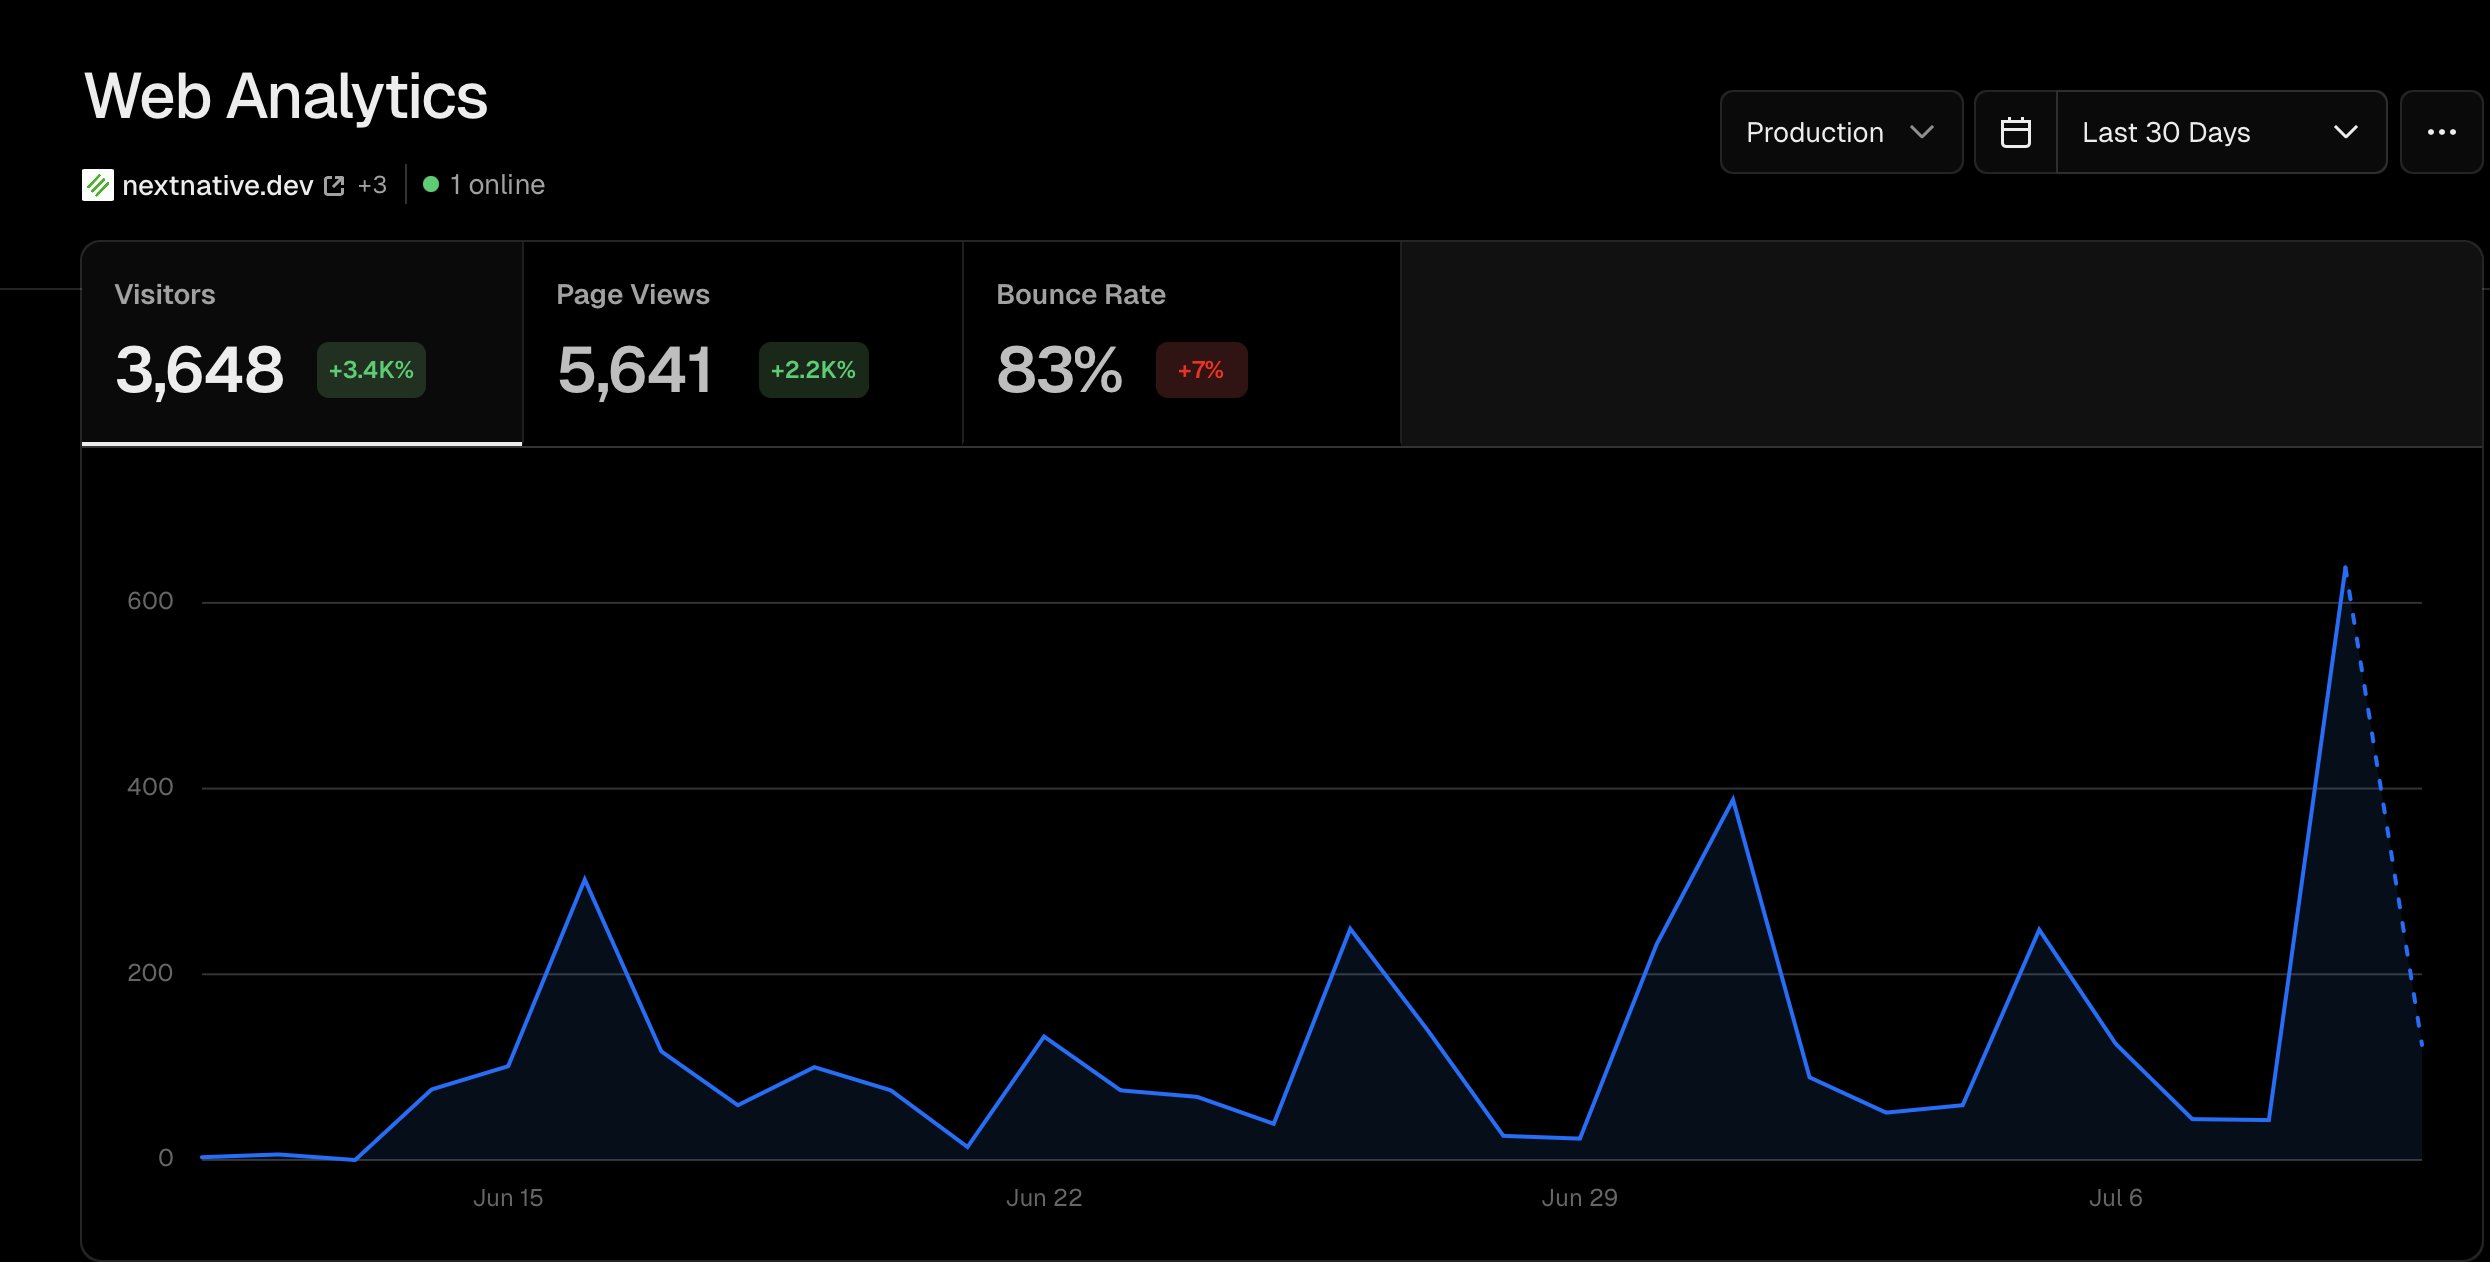 Web Analytics
Production
Last 30 Days
nextnative.dev +3 1 online
Visitors
3,648 +3.4K%
Page Views
5,641 +2.2K%
Bounce Rate
83% +7%
600
400
200
0
Jun 15 Jun 22 Jun 29 Jul 6